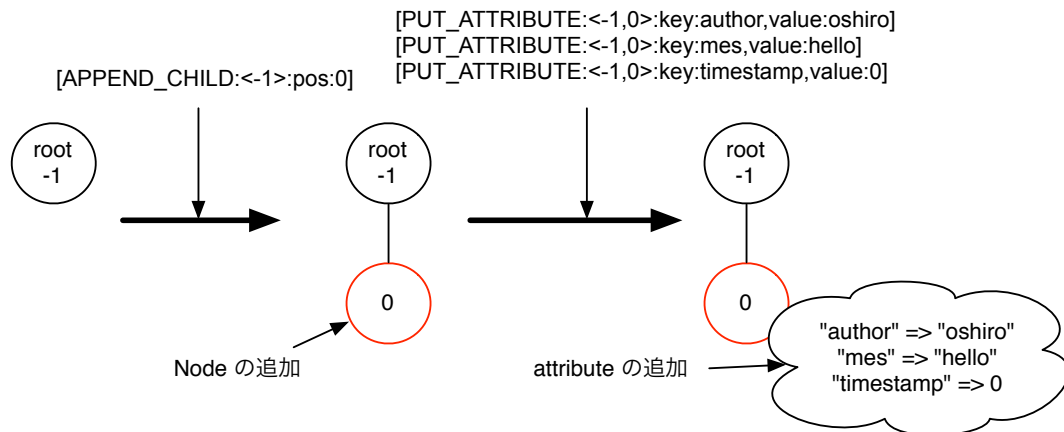 [PUT_ATTRIBUTE:<-1,0>:key:author,value:oshiro]
[PUT_ATTRIBUTE:<-1,0>:key:mes,value:hello]
[PUT_ATTRIBUTE:<-1,0>:key:timestamp,value:0]
[APPEND_CHILD:<-1>:pos:0]
root
-1
root
-1
root
-1
0
0
Node の追加
attribute の追加
"author" => "oshiro"
"mes" => "hello"
"timestamp" => 0